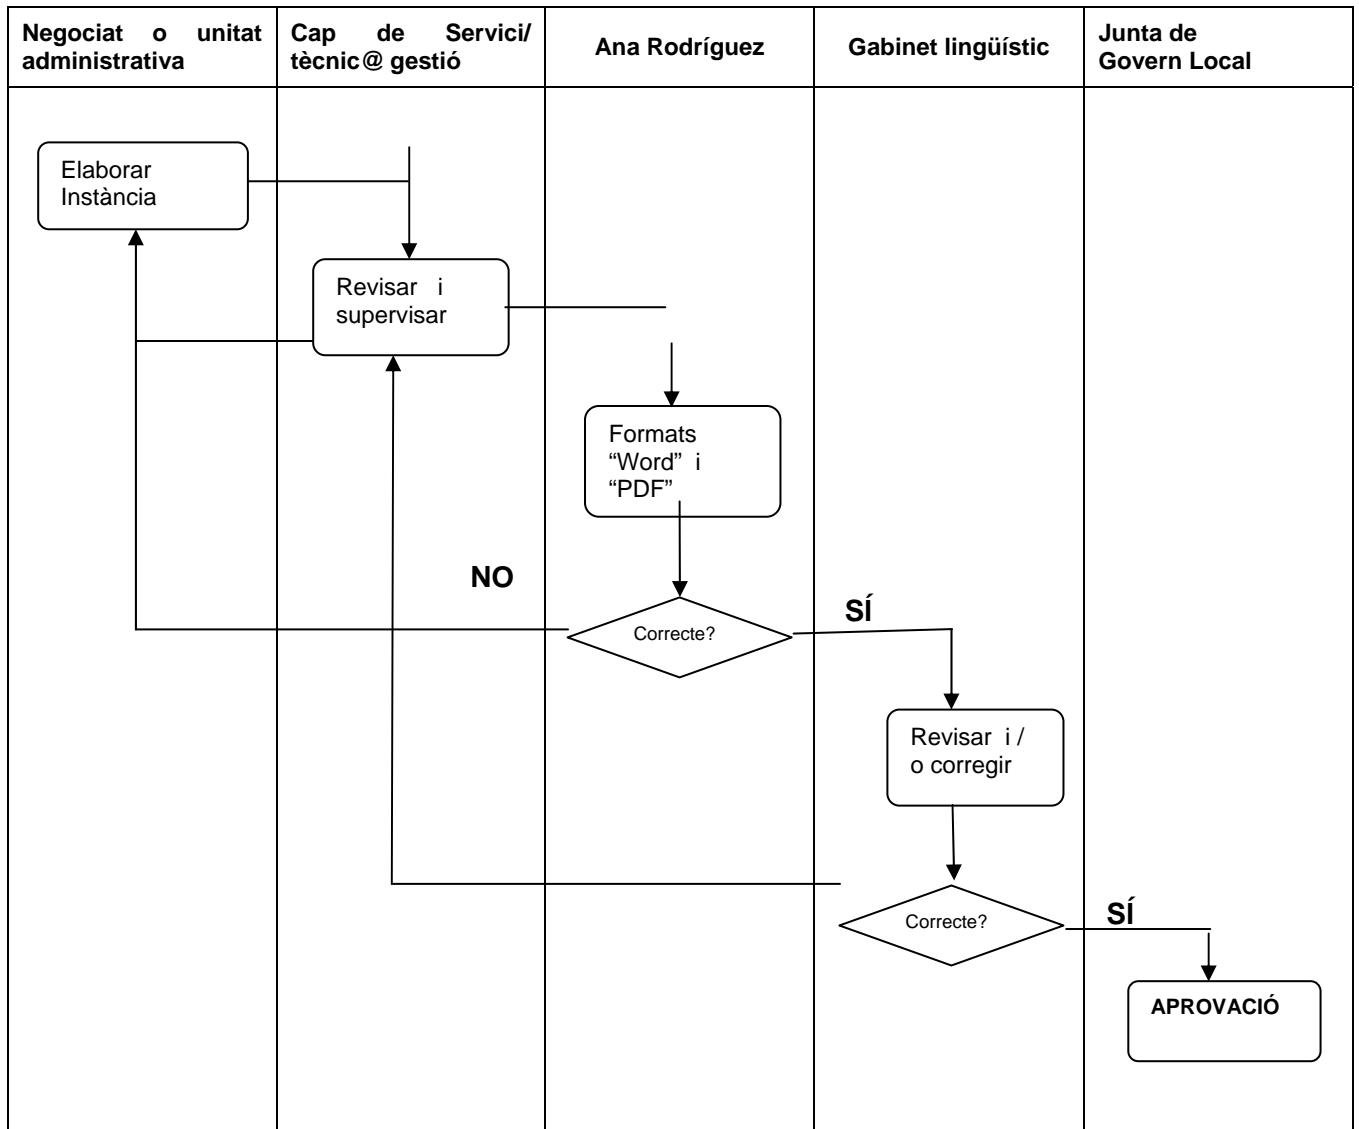 Negociat o unitat
administrativa
Cap de Servici/
tècnic@ gestió
Ana Rodríguez
Gabinet lingüístic
Junta de
Govern Local
Elaborar
Instància
Revisar i
supervisar
Formats
“Word” i
“PDF”
NO
Correcte?
SÍ
Revisar i /
o corregir
Correcte?
SÍ
APROVACIÓ